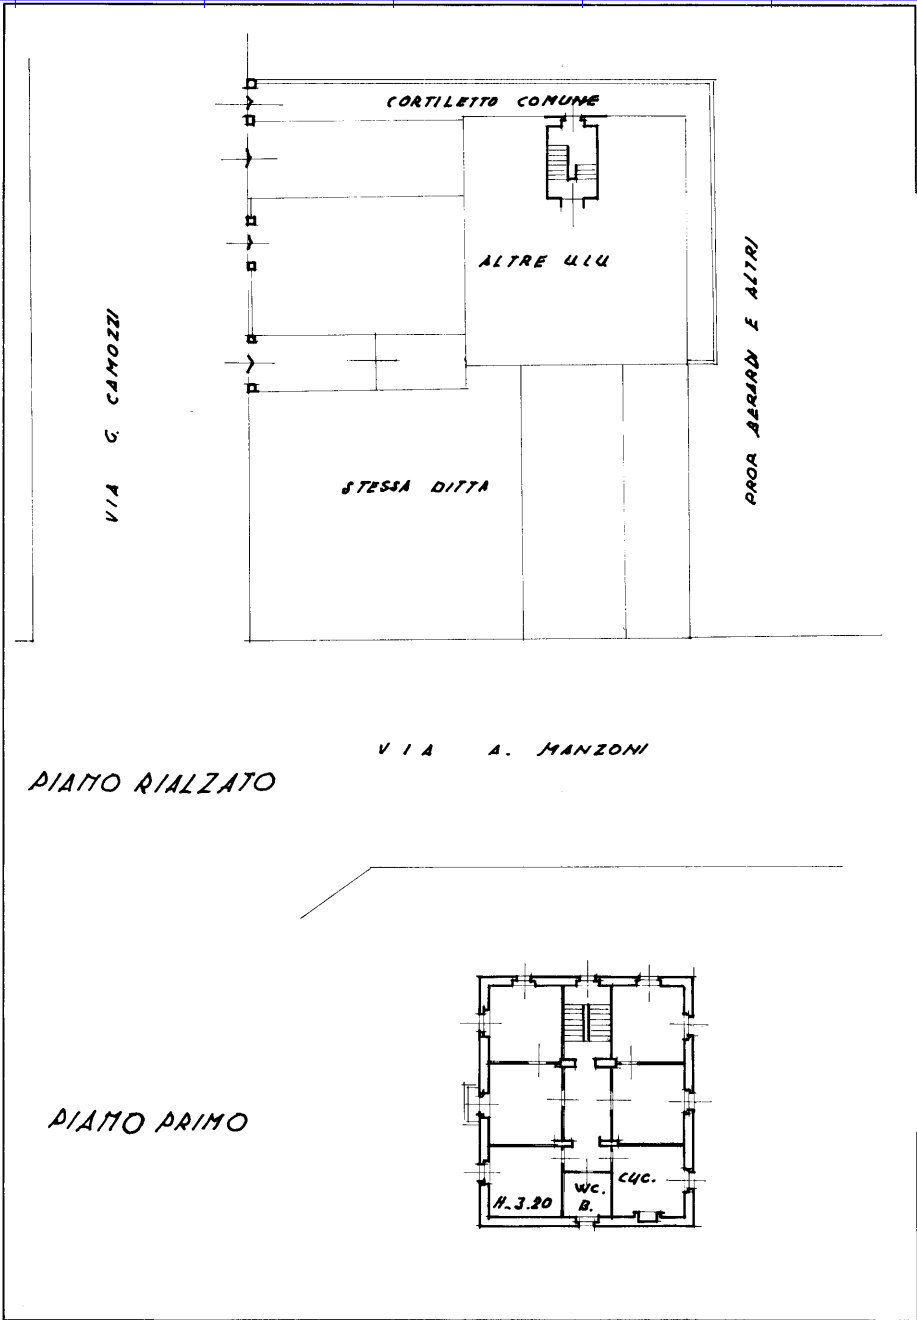 CORTILETTO COMUNE
ALTRE U.I.U
VIA G. CAMOZZI
PROP. BERARDI E ALTRI
STESSA DITTA
VIA A. MANZONI
PIANO RIALZATO
PIANO PRIMO
H_3.20
WC.
B.
CUC.